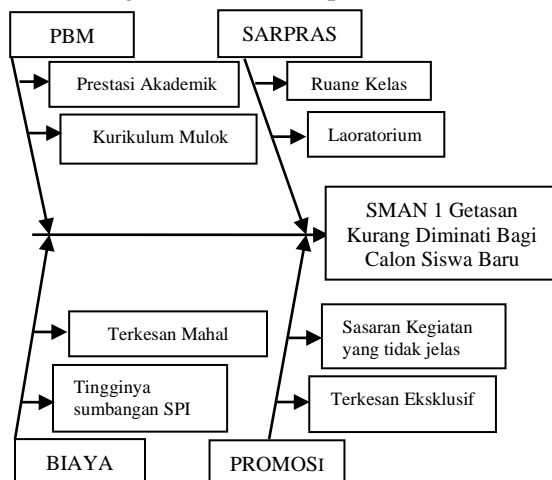 PBM
SARPRAS
Prestasi Akademik
Ruang Kelas
Kurikulum Mulok
Laoratorium
SMAN 1 Getasan
Kurang Diminati Bagi
Calon Siswa Baru
Terkesan Mahal
Sasaran Kegiatan
yang tidak jelas
Tingginya
sumbangan SPI
Terkesan Eksklusif
BIAYA
PROMOSI